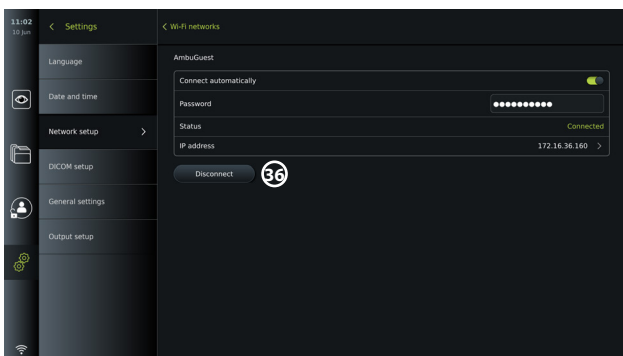 11:02
10 Jun
Settings
Wi-Fi networks
Language
Date and time
Network setup
DICOM setup
General settings
Output setup
AmbuGuest
Connect automatically
Password ●●●●●●●●●●
Status Connected
IP address 172.16.36.160
Disconnect 36